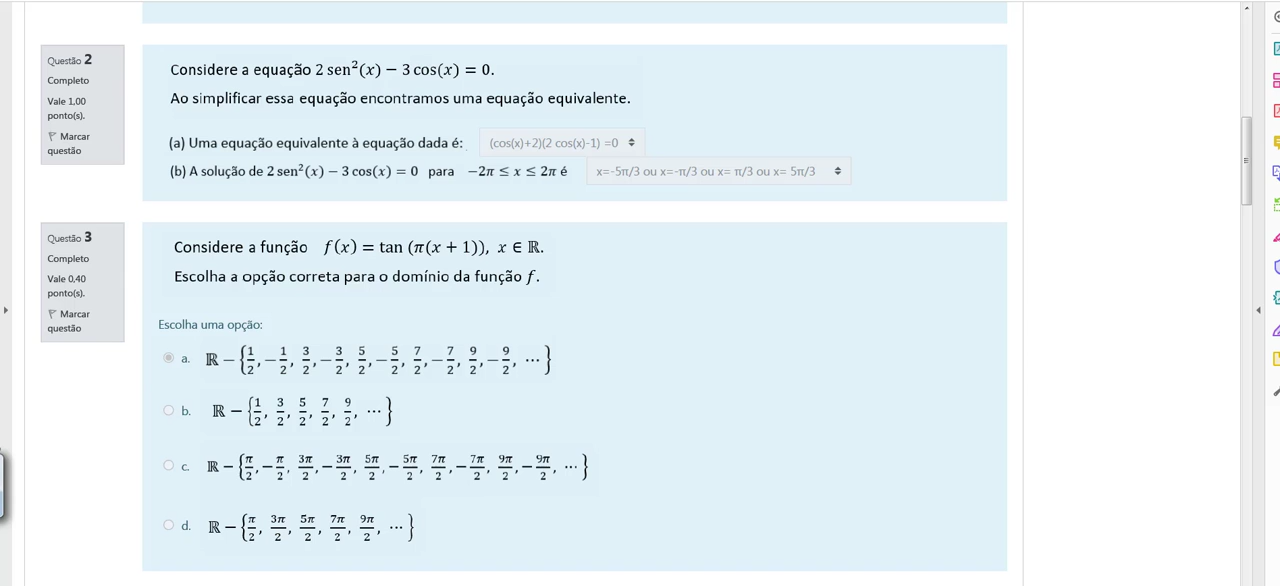 Questão 2
Completo
Vale 1,00
ponto(s).
Marcar
questão
Considere a equação 2 sen²(x) − 3 cos(x) = 0.
Ao simplificar essa equação encontramos uma equação equivalente.
(a) Uma equação equivalente à equação dada é: (cos(x)+2)(2 cos(x)-1) =0
(b) A solução de 2 sen²(x) − 3 cos(x) = 0 para −2π ≤ x ≤ 2π é x=-5π/3 ou x=-π/3 ou x= π/3 ou x= 5π/3
Questão 3
Completo
Vale 0,40
ponto(s).
Marcar
questão
Considere a função f(x) = tan (π(x + 1)), x ∈ ℝ.
Escolha a opção correta para o domínio da função f.
Escolha uma opção:
a. ℝ − {1/2, −1/2, 3/2, −3/2, 5/2, −5/2, 7/2, −7/2, 9/2, −9/2, ⋯}
b. ℝ − {1/2, 3/2, 5/2, 7/2, 9/2, ⋯}
c. ℝ − {π/2, −π/2, 3π/2, −3π/2, 5π/2, −5π/2, 7π/2, −7π/2, 9π/2, −9π/2, ⋯}
d. ℝ − {π/2, 3π/2, 5π/2, 7π/2, 9π/2, ⋯}